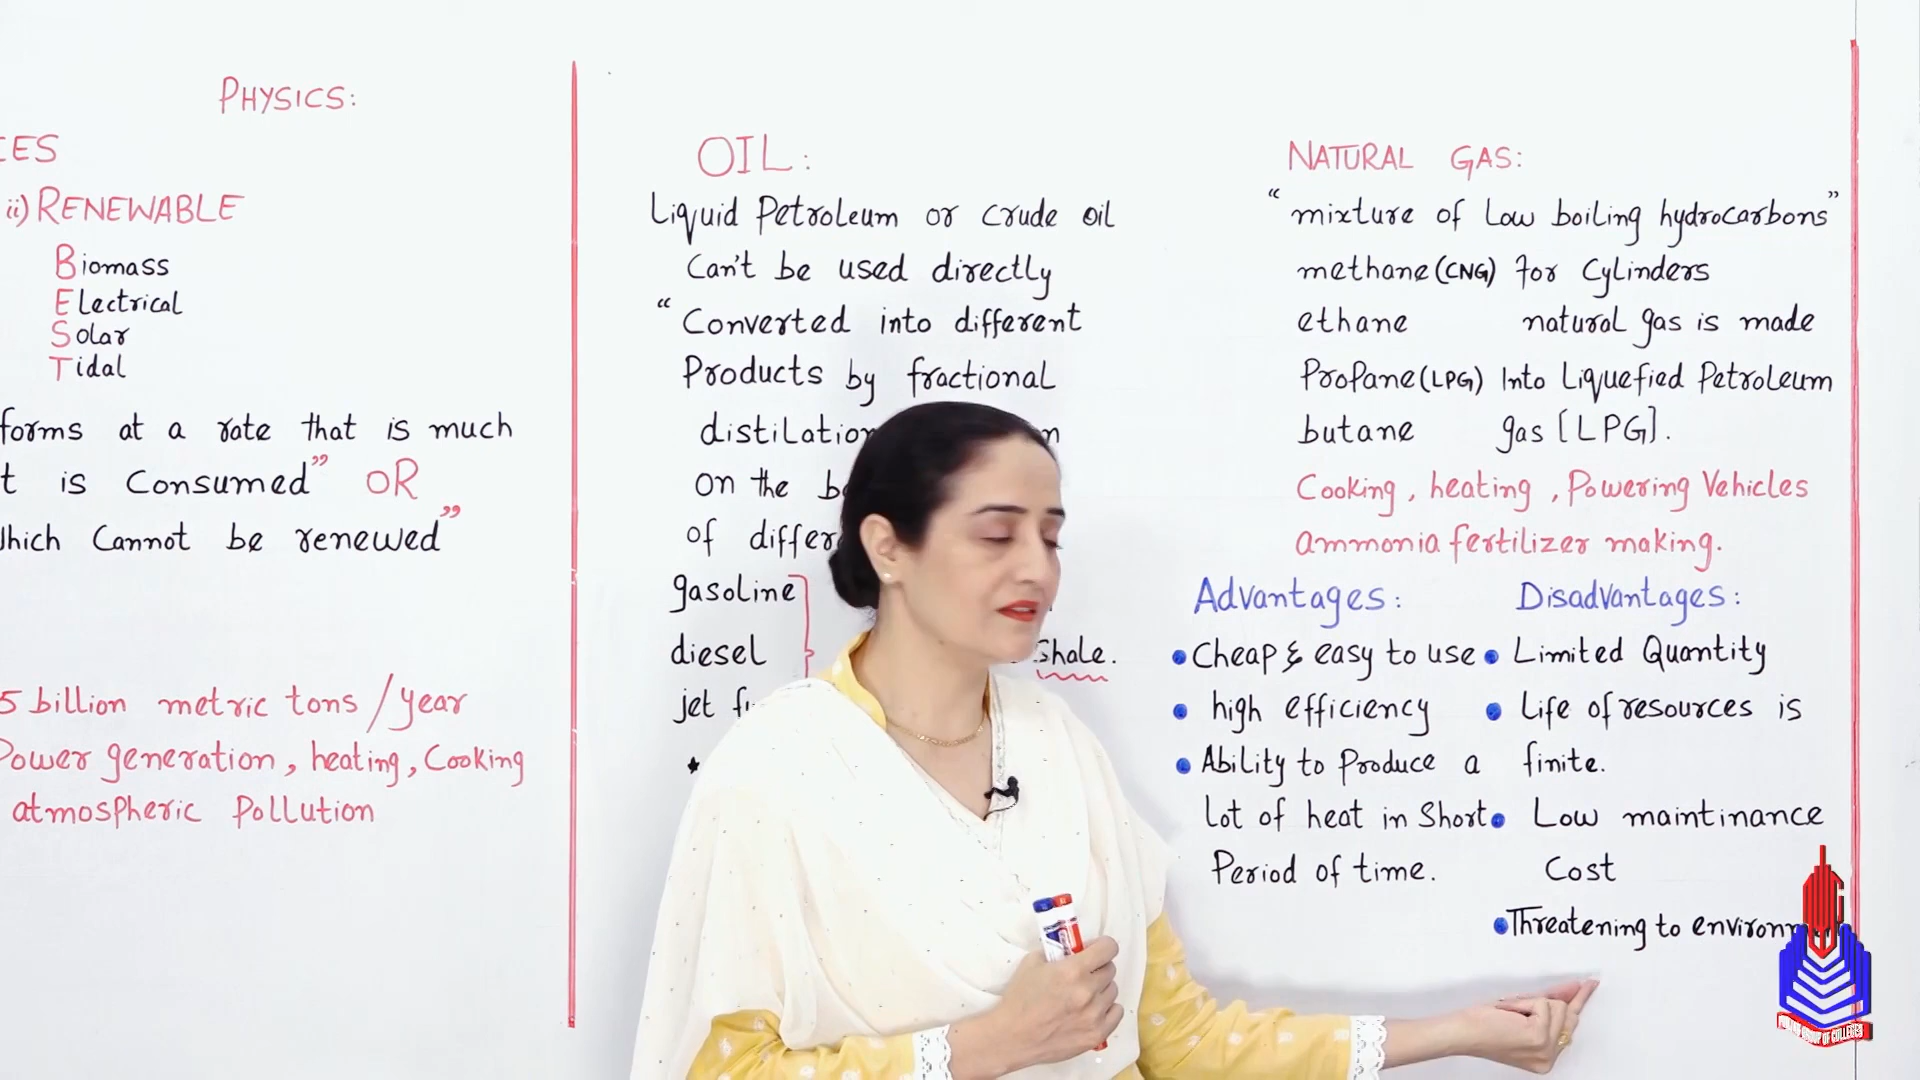 PHYSICS:
ii) RENEWABLE
Biomass
Electrical
Solar
Tidal
forms at a rate that is much
is Consumed” OR
Which Cannot be renewed”
5 billion metric tons /year
Power generation, heating, Cooking
atmospheric Pollution
OIL:
Liquid Petroleum or Crude oil
Can't be used directly
“Converted into different
Products by fractional
on the
of
gasoline
diesel
Shale.
jet
NATURAL GAS:
“mixture of Low boiling hydrocarbons”
methane (CNG) for Cylinders
ethane natural gas is made
Propane (LPG) Into Liquefied Petroleum
butane gas [LPG].
Cooking, heating, Powering Vehicles
ammonia fertilizer making.
Advantages:
• Cheap & easy to use
• high efficiency
• Ability to Produce a
Lot of heat in Short
Period of time.
Disadvantages:
• Limited Quantity
• Life of resources is
finite.
• Low maintinance
Cost
• Threatening to